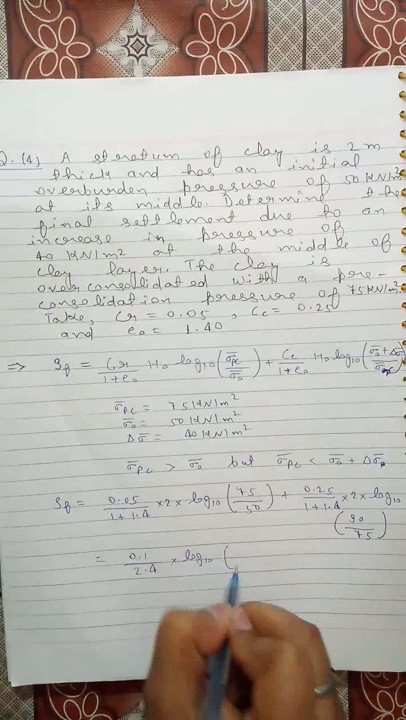 Q.(4) A stratum of clay is 2m
thick and has an initial
overburden pressure of 50 KN/m²
at its middle. Determine the
final settlement due to an
increase in pressure of
40 KN/m² at the middle of
clay layer. The clay is
over consolidated with a pre-
consolidation pressure of 75 KN/m².
Take, Cr = 0.05, Cc = 0.25
and e₀ = 1.40
⇒ Sf = Cr/(1+e₀) H₀ log₁₀(σ̅pc/σ̅₀) + Cc/(1+e₀) H₀ log₁₀(σ̅₀+Δσ̅/σ̅pc)
σ̅pc = 75 KN/m²
σ̅₀ = 50 KN/m²
Δσ̅ = 40 KN/m²
σ̅pc > σ̅₀ but σ̅pc < σ̅₀ + Δσ̅
Sf = 0.05/(1+1.4) × 2 × log₁₀(75/50) + 0.25/(1+1.4) × 2 × log₁₀
(90/75)
= 0.1/2.4 × log₁₀ (